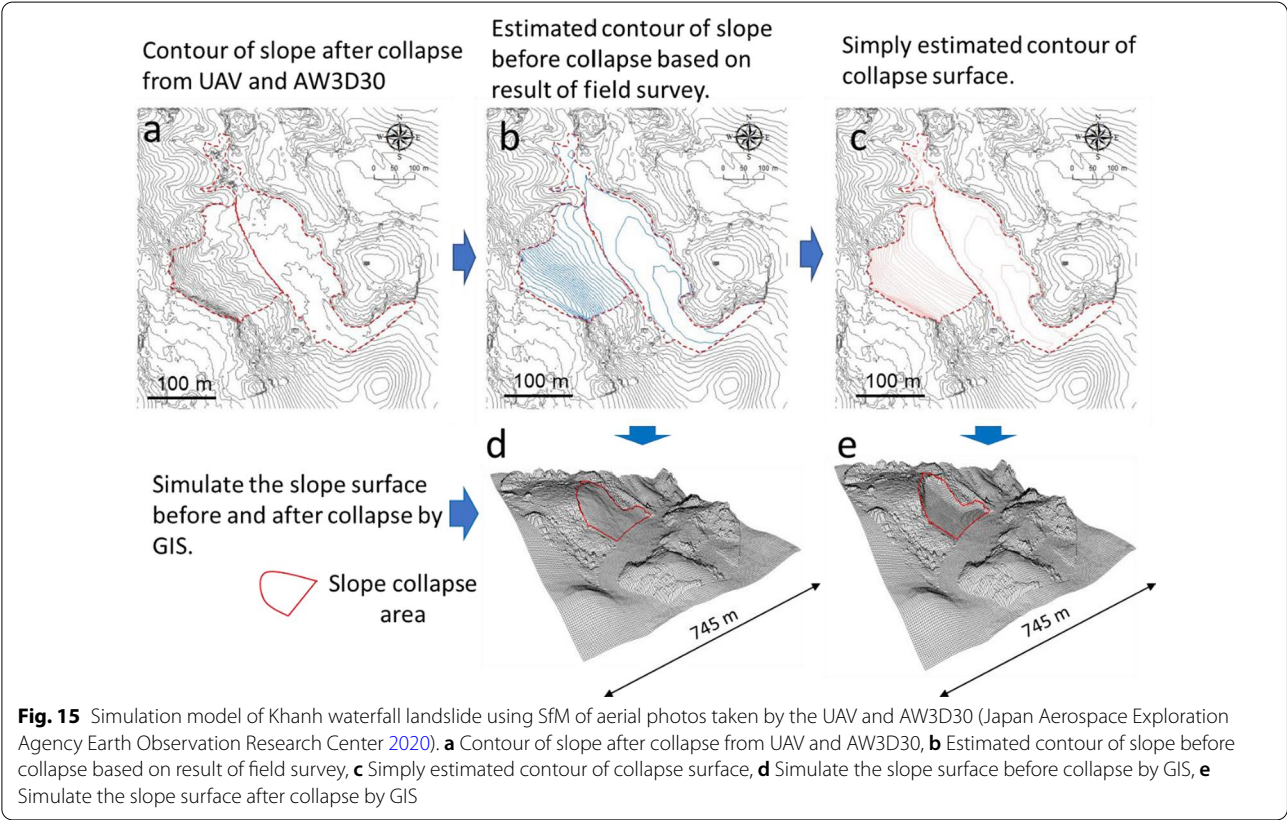 Contour of slope after collapse
from UAV and AW3D30
Estimated contour of slope
before collapse based on
result of field survey.
Simply estimated contour of
collapse surface.
a
N
W E
S
0 50 100 m
100 m
b
N
W E
S
0 50 100 m
100 m
c
N
W E
S
0 50 100 m
100 m
Simulate the slope surface
before and after collapse by
GIS.
Slope collapse
area
d
745 m
e
745 m
Fig. 15 Simulation model of Khanh waterfall landslide using SfM of aerial photos taken by the UAV and AW3D30 (Japan Aerospace Exploration
Agency Earth Observation Research Center 2020). a Contour of slope after collapse from UAV and AW3D30, b Estimated contour of slope before
collapse based on result of field survey, c Simply estimated contour of collapse surface, d Simulate the slope surface before collapse by GIS, e
Simulate the slope surface after collapse by GIS